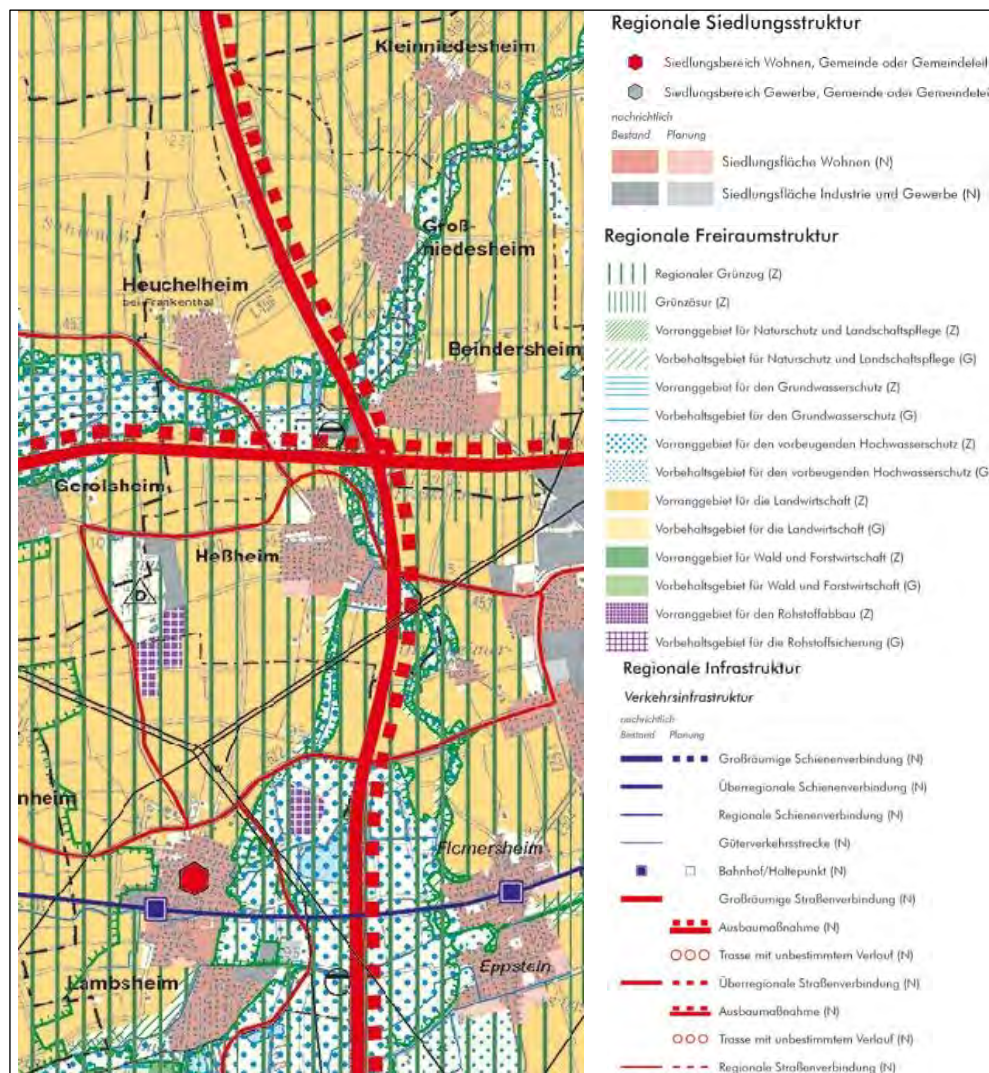 Kleinniedesheim
Groß-
niedesheim
Heuchelheim
bei Frankenthal
Beindersheim
Gerolsheim
Heßheim
D
nheim
Flomersheim
Eppstein
Lambsheim
Regionale Siedlungsstruktur
Siedlungsbereich Wohnen, Gemeinde oder Gemeindeteil
Siedlungsbereich Gewerbe, Gemeinde oder Gemeindeteil
nachrichtlich
Bestand Planung
Siedlungsfläche Wohnen (N)
Siedlungsfläche Industrie und Gewerbe (N)
Regionale Freiraumstruktur
Regionaler Grünzug (Z)
Grünzäsur (Z)
Vorranggebiet für Naturschutz und Landschaftspflege (Z)
Vorbehaltsgebiet für Naturschutz und Landschaftspflege (G)
Vorranggebiet für den Grundwasserschutz (Z)
Vorbehaltsgebiet für den Grundwasserschutz (G)
Vorranggebiet für den vorbeugenden Hochwasserschutz (Z)
Vorbehaltsgebiet für den vorbeugenden Hochwasserschutz (G
Vorranggebiet für die Landwirtschaft (Z)
Vorbehaltsgebiet für die Landwirtschaft (G)
Vorranggebiet für Wald und Forstwirtschaft (Z)
Vorbehaltsgebiet für Wald und Forstwirtschaft (G)
Vorranggebiet für den Rohstoffabbau (Z)
Vorbehaltsgebiet für die Rohstoffsicherung (G)
Regionale Infrastruktur
Verkehrsinfrastruktur
nachrichtlich
Bestand Planung
Großräumige Schienenverbindung (N)
Überregionale Schienenverbindung (N)
Regionale Schienenverbindung (N)
Güterverkehrsstrecke (N)
Bahnhof/Haltepunkt (N)
Großräumige Straßenverbindung (N)
Ausbaumaßnahme (N)
Trasse mit unbestimmtem Verlauf (N)
Überregionale Straßenverbindung (N)
Ausbaumaßnahme (N)
Trasse mit unbestimmtem Verlauf (N)
Regionale Straßenverbindung (N)